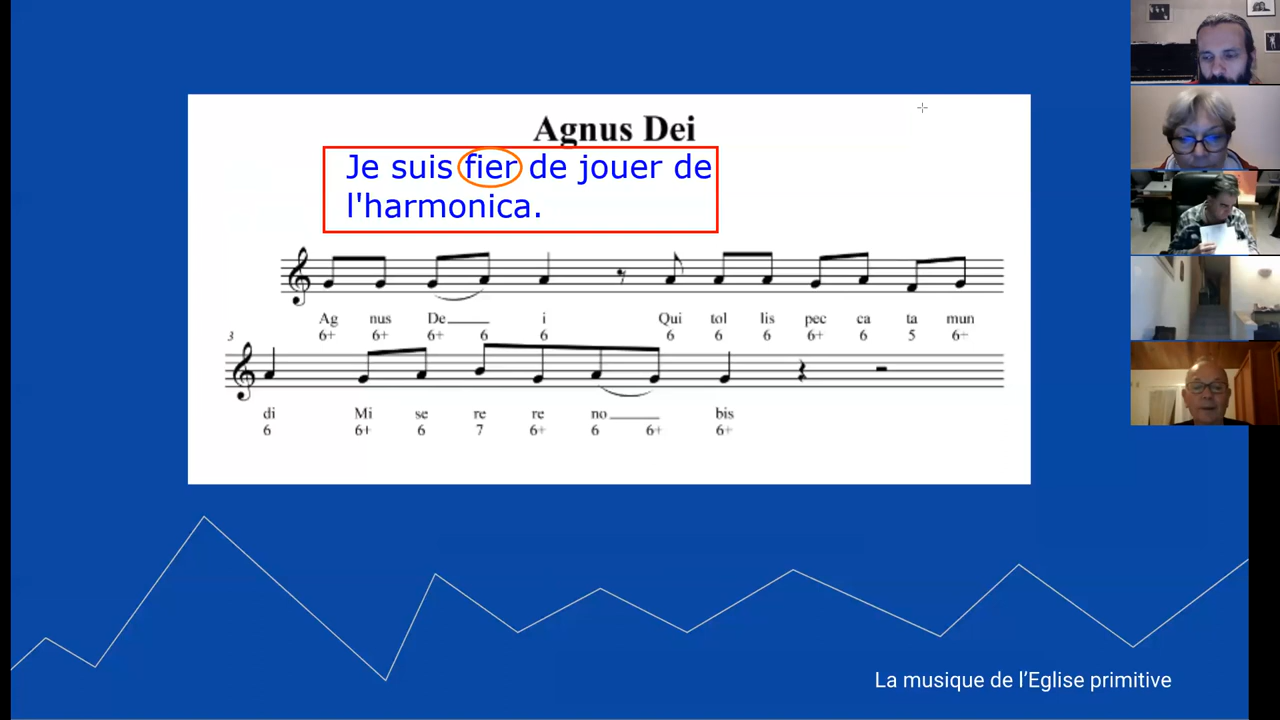 Agnus Dei
Je suis fier de jouer de
l'harmonica.
Ag nus De____ i Qui tol lis pec ca ta mun
6+ 6+ 6+ 6 6 6 6 6 6+ 6 5 6+
3
di Mi se re re no____ bis
6 6+ 6 7 6+ 6 6+ 6+
La musique de l'Eglise primitive